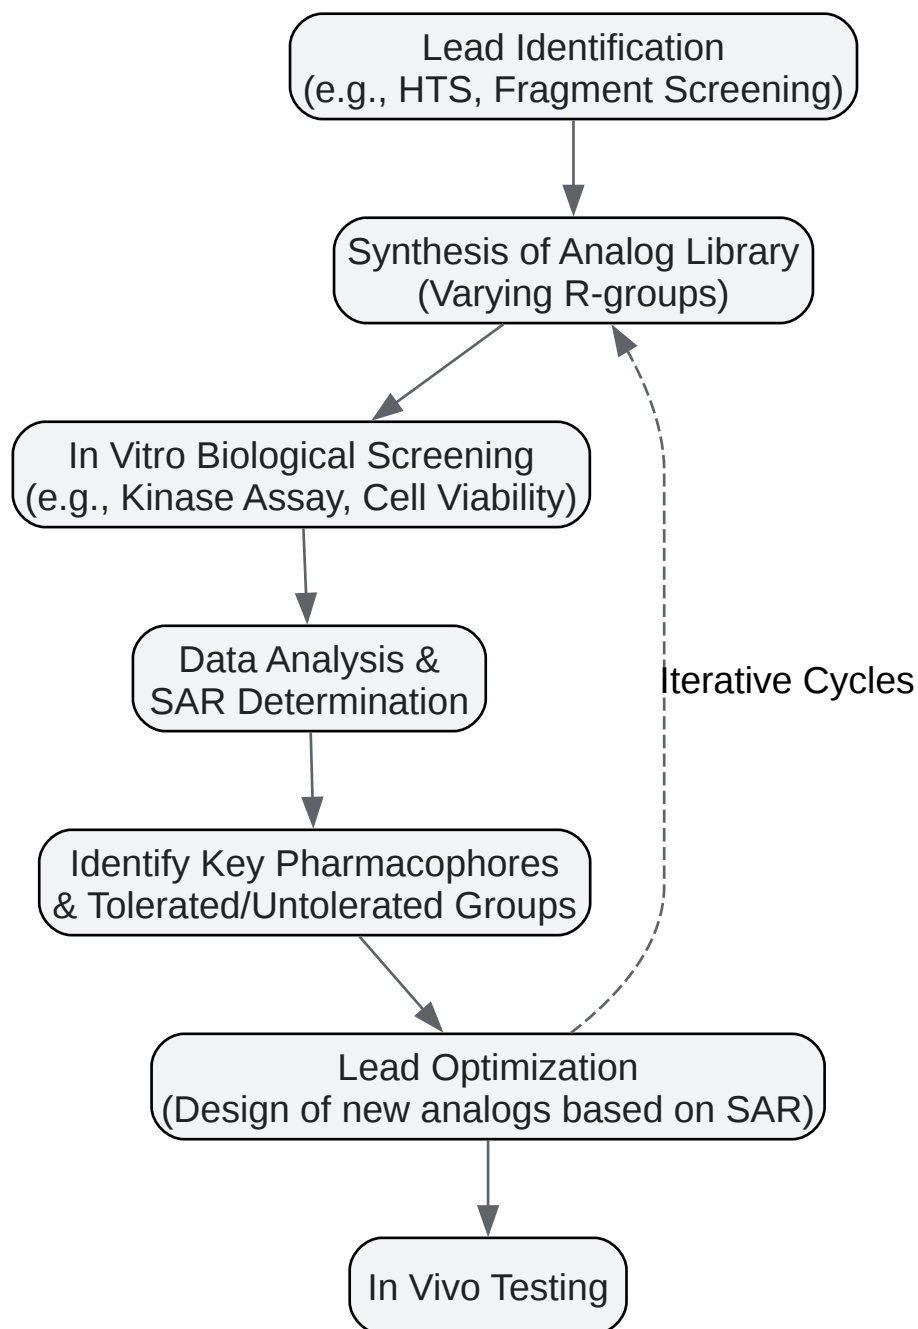 Lead Identification
(e.g., HTS, Fragment Screening)
Synthesis of Analog Library
(Varying R-groups)
In Vitro Biological Screening
(e.g., Kinase Assay, Cell Viability)
Data Analysis &
SAR Determination
Iterative Cycles
Identify Key Pharmacophores
& Tolerated/Untolerated Groups
Lead Optimization
(Design of new analogs based on SAR)
In Vivo Testing